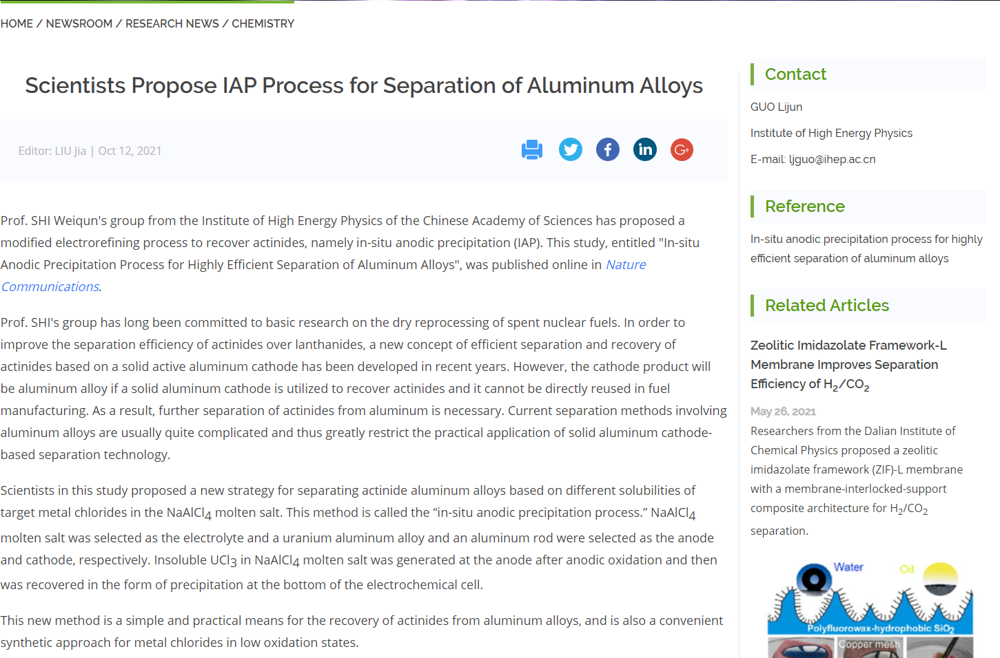 HOME / NEWSROOM / RESEARCH NEWS / CHEMISTRY
Scientists Propose IAP Process for Separation of Aluminum Alloys
Editor: LIU Jia | Oct 12, 2021
Prof. SHI Weiqun's group from the Institute of High Energy Physics of the Chinese Academy of Sciences has proposed a
modified electrorefining process to recover actinides, namely in-situ anodic precipitation (IAP). This study, entitled "In-situ
Anodic Precipitation Process for Highly Efficient Separation of Aluminum Alloys", was published online in Nature
Communications.
Prof. SHI's group has long been committed to basic research on the dry reprocessing of spent nuclear fuels. In order to
improve the separation efficiency of actinides over lanthanides, a new concept of efficient separation and recovery of
actinides based on a solid active aluminum cathode has been developed in recent years. However, the cathode product will
be aluminum alloy if a solid aluminum cathode is utilized to recover actinides and it cannot be directly reused in fuel
manufacturing. As a result, further separation of actinides from aluminum is necessary. Current separation methods involving
aluminum alloys are usually quite complicated and thus greatly restrict the practical application of solid aluminum cathode-
based separation technology.
Scientists in this study proposed a new strategy for separating actinide aluminum alloys based on different solubilities of
target metal chlorides in the NaAlCl4 molten salt. This method is called the “in-situ anodic precipitation process.” NaAlCl4
molten salt was selected as the electrolyte and a uranium aluminum alloy and an aluminum rod were selected as the anode
and cathode, respectively. Insoluble UCl3 in NaAlCl4 molten salt was generated at the anode after anodic oxidation and then
was recovered in the form of precipitation at the bottom of the electrochemical cell.
This new method is a simple and practical means for the recovery of actinides from aluminum alloys, and is also a convenient
synthetic approach for metal chlorides in low oxidation states.
Contact
GUO Lijun
Institute of High Energy Physics
E-mail: ljguo@ihep.ac.cn
Reference
In-situ anodic precipitation process for highly
efficient separation of aluminum alloys
Related Articles
Zeolitic Imidazolate Framework-L
Membrane Improves Separation
Efficiency of H2/CO2
May 26, 2021
Researchers from the Dalian Institute of
Chemical Physics proposed a zeolitic
imidazolate framework (ZIF)-L membrane
with a membrane-interlocked-support
composite architecture for H2/CO2
separation.
Water
Oil
Polyfluorowax-hydrophobic SiO2
Copper mesh